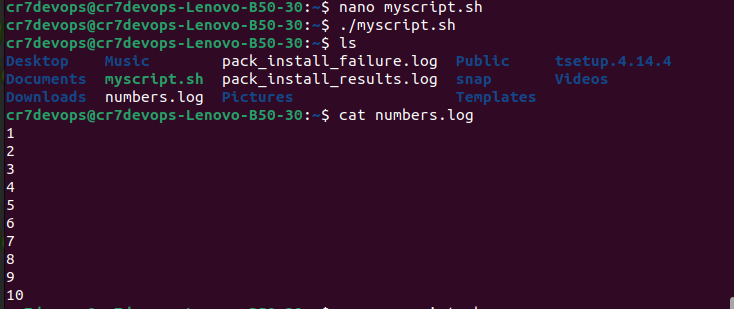 cr7devops@cr7devops-Lenovo-B50-30:~$ nano myscript.sh
cr7devops@cr7devops-Lenovo-B50-30:~$ ./myscript.sh
cr7devops@cr7devops-Lenovo-B50-30:~$ ls
Desktop Music pack_install_failure.log Public tsetup.4.14.4
Documents myscript.sh pack_install_results.log snap Videos
Downloads numbers.log Pictures Templates
cr7devops@cr7devops-Lenovo-B50-30:~$ cat numbers.log
1
2
3
4
5
6
7
8
9
10